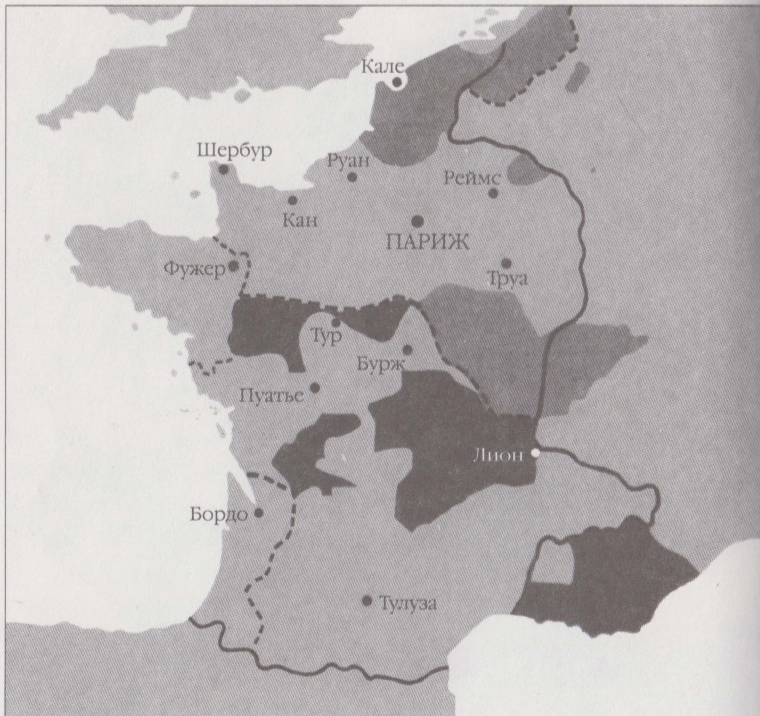 Кале
Шербур
Руан
Реймс
Кан
ПАРИЖ
Фужер
Труа
Тур
Бурж
Пуатье
Лион
Бордо
Тулуза